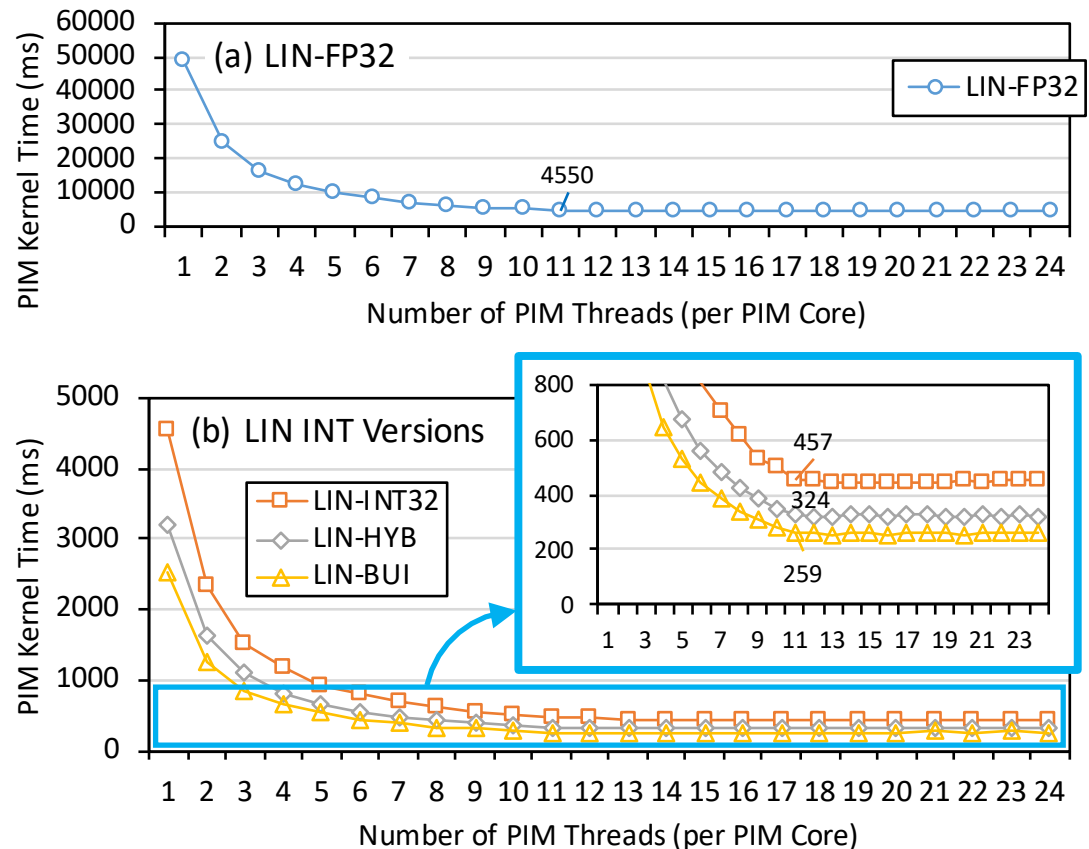 60000
50000
40000
30000
20000
10000
0
PIM Kernel Time (ms)
(a) LIN-FP32
LIN-FP32
4550
1 2 3 4 5 6 7 8 9 10 11 12 13 14 15 16 17 18 19 20 21 22 23 24
Number of PIM Threads (per PIM Core)
5000
4000
3000
2000
1000
0
PIM Kernel Time (ms)
(b) LIN INT Versions
LIN-INT32
LIN-HYB
LIN-BUI
800
600
400
200
0
457
324
259
1 3 5 7 9 11 13 15 17 19 21 23
1 2 3 4 5 6 7 8 9 10 11 12 13 14 15 16 17 18 19 20 21 22 23 24
Number of PIM Threads (per PIM Core)